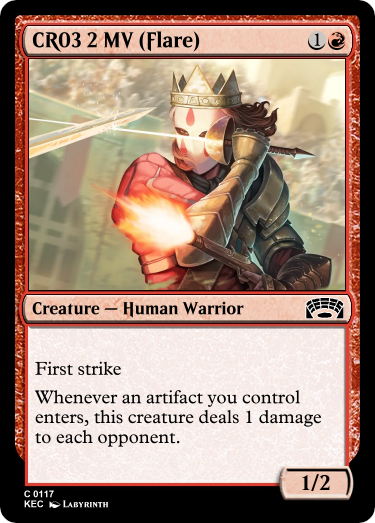 CR03 2 MV (Flare)
1
Creature — Human Warrior
First strike
Whenever an artifact you control
enters, this creature deals 1 damage
to each opponent.
1/2
C 0117
KEC LABYRINTH